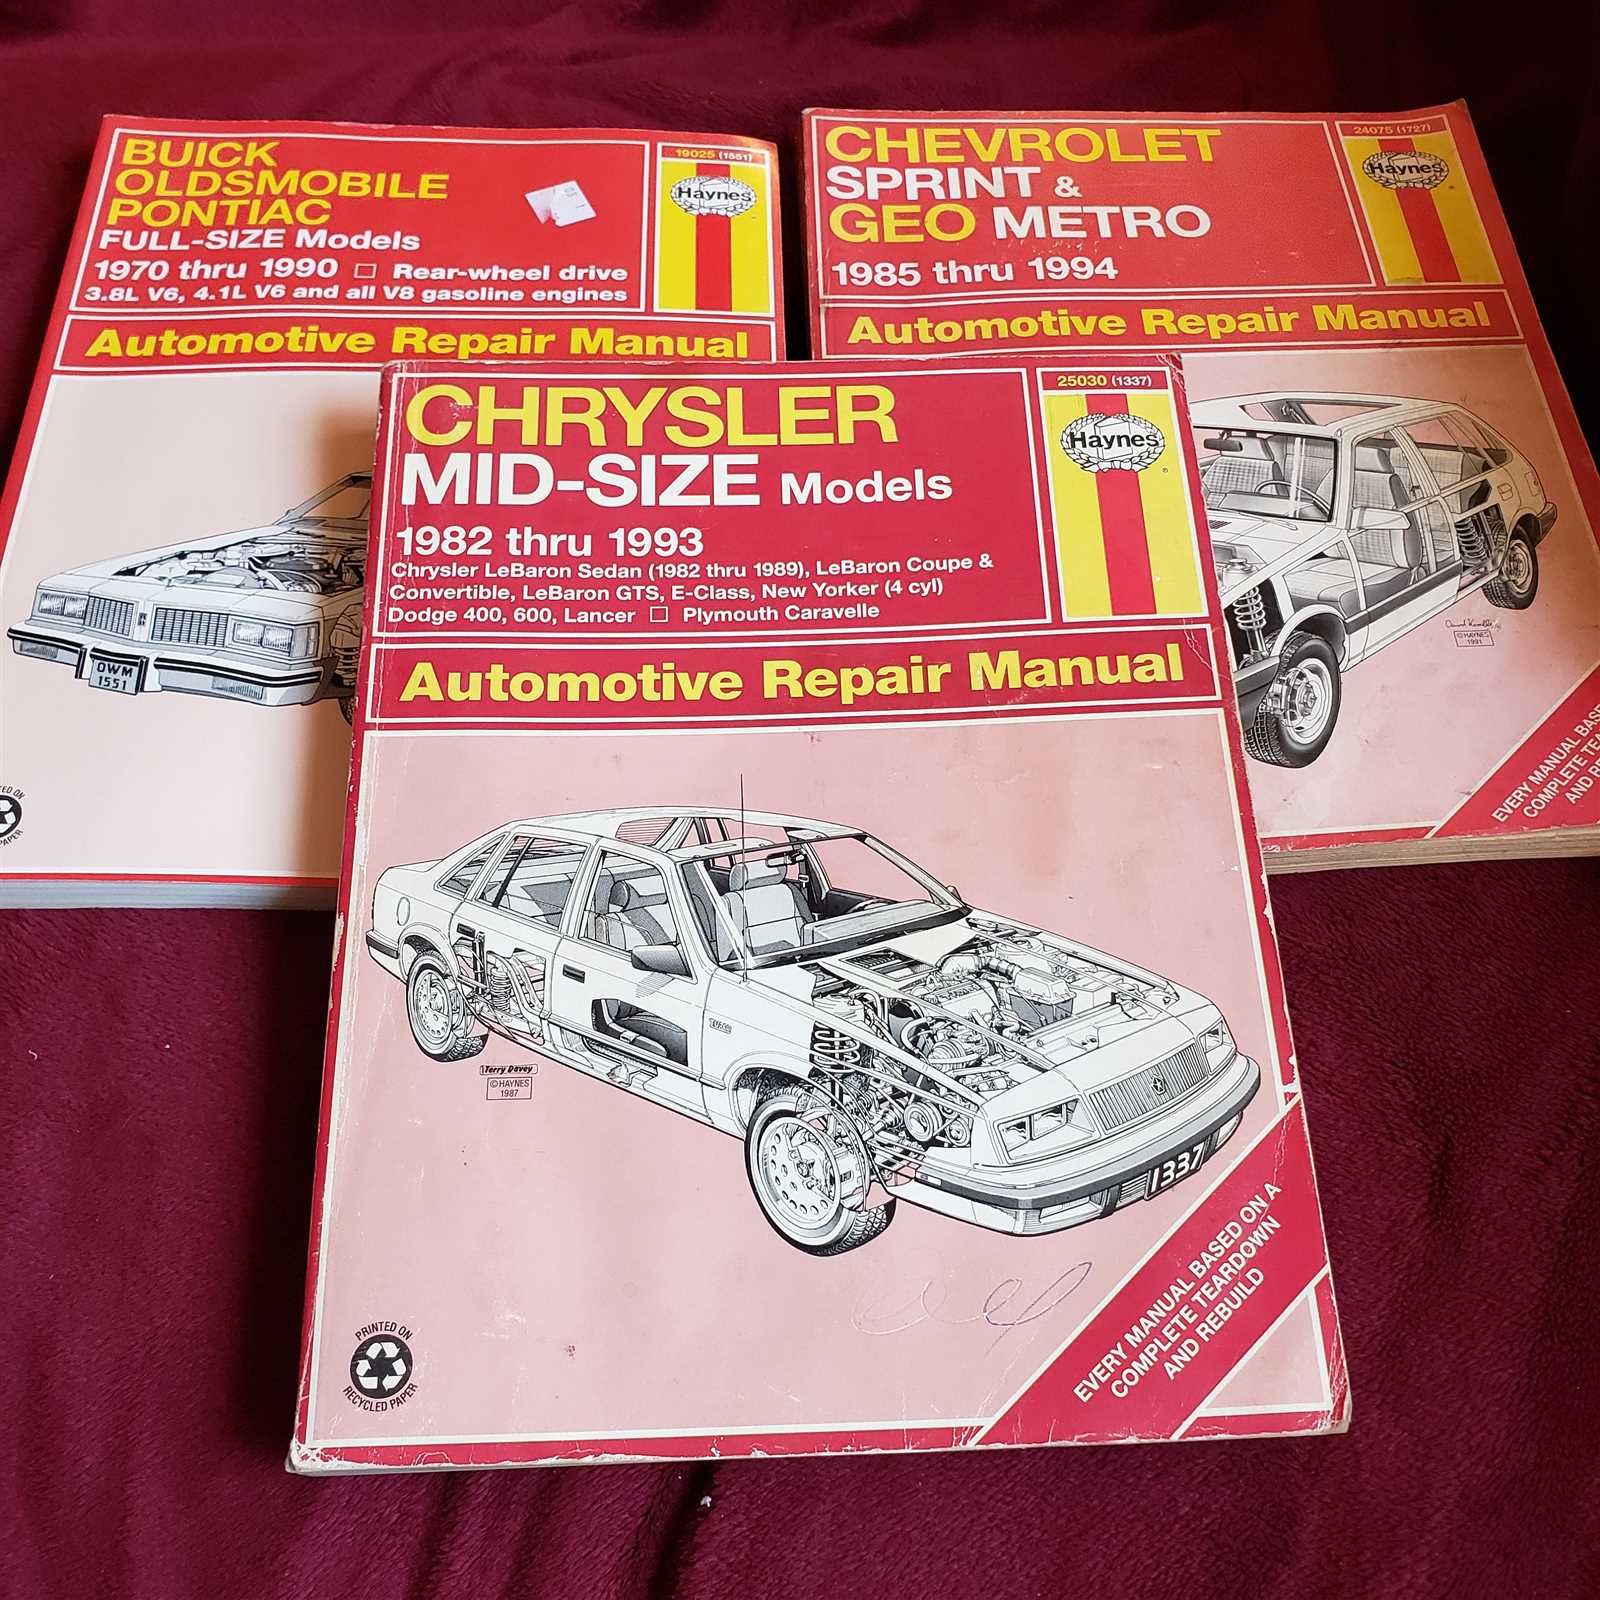 BUICK
OLDSMOBILE
PONTIAC
FULL-SIZE Models
1970 thru 1990 □ Rear-wheel drive
3.8L V6, 4.1L V6 and all V8 gasoline engines
19025 (1551)
Haynes
Automotive Repair Manual
OWM
1551
CHEVROLET
SPRINT &
GEO METRO
1985 thru 1994
24075 (1727)
Haynes
Automotive Repair Manual
© HAYNES
1991
EVERY MANUAL BASED
COMPLETE
AND
CHRYSLER
MID-SIZE Models
1982 thru 1993
Chrysler LeBaron Sedan (1982 thru 1989), LeBaron Coupe &
Convertible, LeBaron GTS, E-Class, New Yorker (4 cyl)
Dodge 400, 600, Lancer □ Plymouth Caravelle
25030 (1337)
Haynes
®
Automotive Repair Manual
Terry Davey
© HAYNES
1987
1337
PRINTED ON
RECYCLED PAPER
EVERY MANUAL BASED ON A
COMPLETE TEARDOWN
AND REBUILD